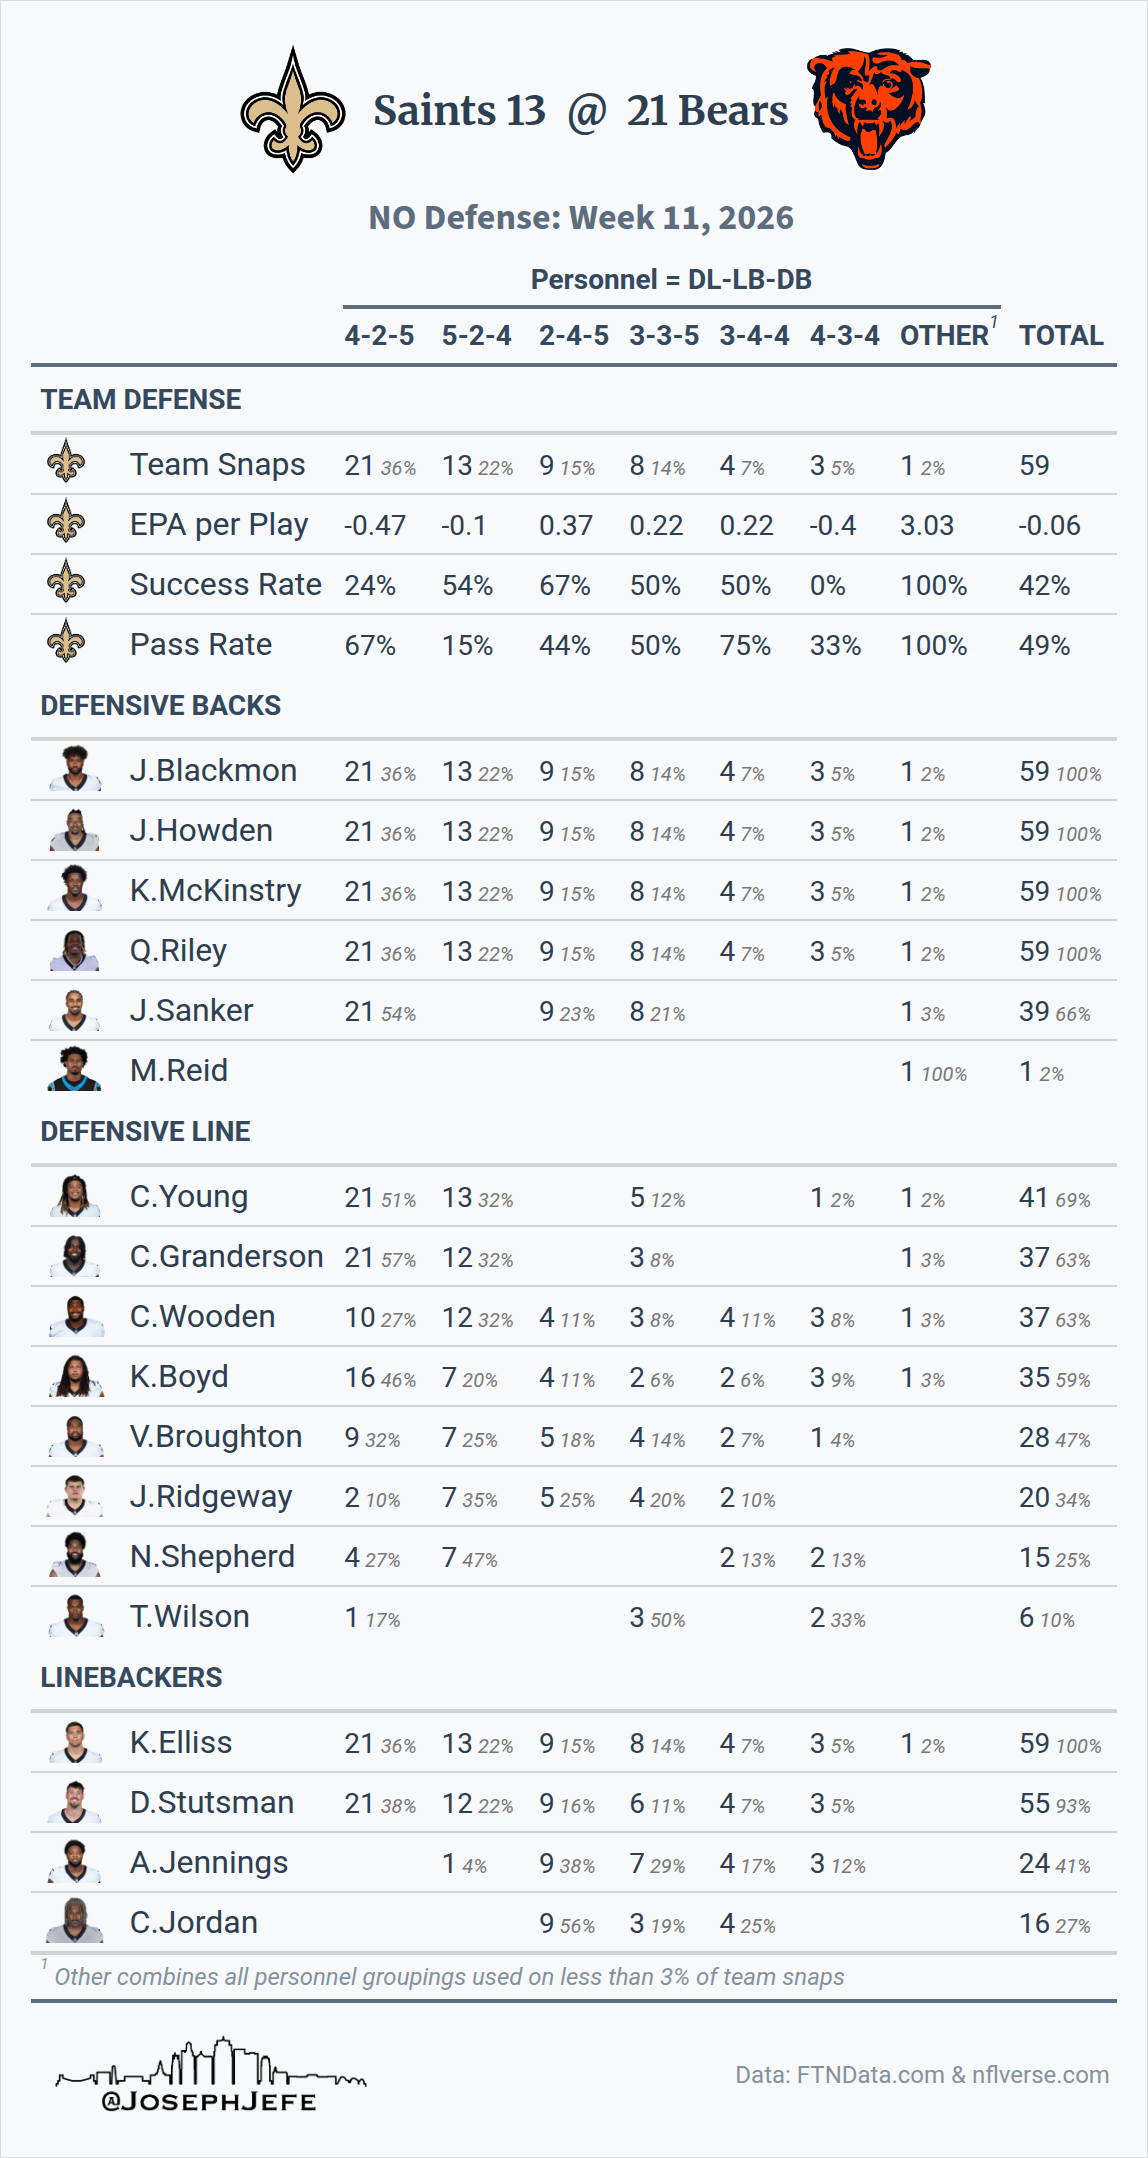 Saints 13 @ 21 Bears
NO Defense: Week 11, 2026
Personnel = DL-LB-DB
4-2-5 5-2-4 2-4-5 3-3-5 3-4-4 4-3-4 OTHER1 TOTAL
TEAM DEFENSE
Team Snaps 21 36% 13 22% 9 15% 8 14% 4 7% 3 5% 1 2% 59
EPA per Play -0.47 -0.1 0.37 0.22 0.22 -0.4 3.03 -0.06
Success Rate 24% 54% 67% 50% 50% 0% 100% 42%
Pass Rate 67% 15% 44% 50% 75% 33% 100% 49%
DEFENSIVE BACKS
J.Blackmon 21 36% 13 22% 9 15% 8 14% 4 7% 3 5% 1 2% 59 100%
J.Howden 21 36% 13 22% 9 15% 8 14% 4 7% 3 5% 1 2% 59 100%
K.McKinstry 21 36% 13 22% 9 15% 8 14% 4 7% 3 5% 1 2% 59 100%
Q.Riley 21 36% 13 22% 9 15% 8 14% 4 7% 3 5% 1 2% 59 100%
J.Sanker 21 54% 9 23% 8 21% 1 3% 39 66%
M.Reid 1 100% 1 2%
DEFENSIVE LINE
C.Young 21 51% 13 32% 5 12% 1 2% 1 2% 41 69%
C.Granderson 21 57% 12 32% 3 8% 1 3% 37 63%
C.Wooden 10 27% 12 32% 4 11% 3 8% 4 11% 3 8% 1 3% 37 63%
K.Boyd 16 46% 7 20% 4 11% 2 6% 2 6% 3 9% 1 3% 35 59%
V.Broughton 9 32% 7 25% 5 18% 4 14% 2 7% 1 4% 28 47%
J.Ridgeway 2 10% 7 35% 5 25% 4 20% 2 10% 20 34%
N.Shepherd 4 27% 7 47% 2 13% 2 13% 15 25%
T.Wilson 1 17% 3 50% 2 33% 6 10%
LINEBACKERS
K.Elliss 21 36% 13 22% 9 15% 8 14% 4 7% 3 5% 1 2% 59 100%
D.Stutsman 21 38% 12 22% 9 16% 6 11% 4 7% 3 5% 55 93%
A.Jennings 1 4% 9 38% 7 29% 4 17% 3 12% 24 41%
C.Jordan 9 56% 3 19% 4 25% 16 27%
1 Other combines all personnel groupings used on less than 3% of team snaps
@JosephJefe
Data: FTNData.com & nflverse.com